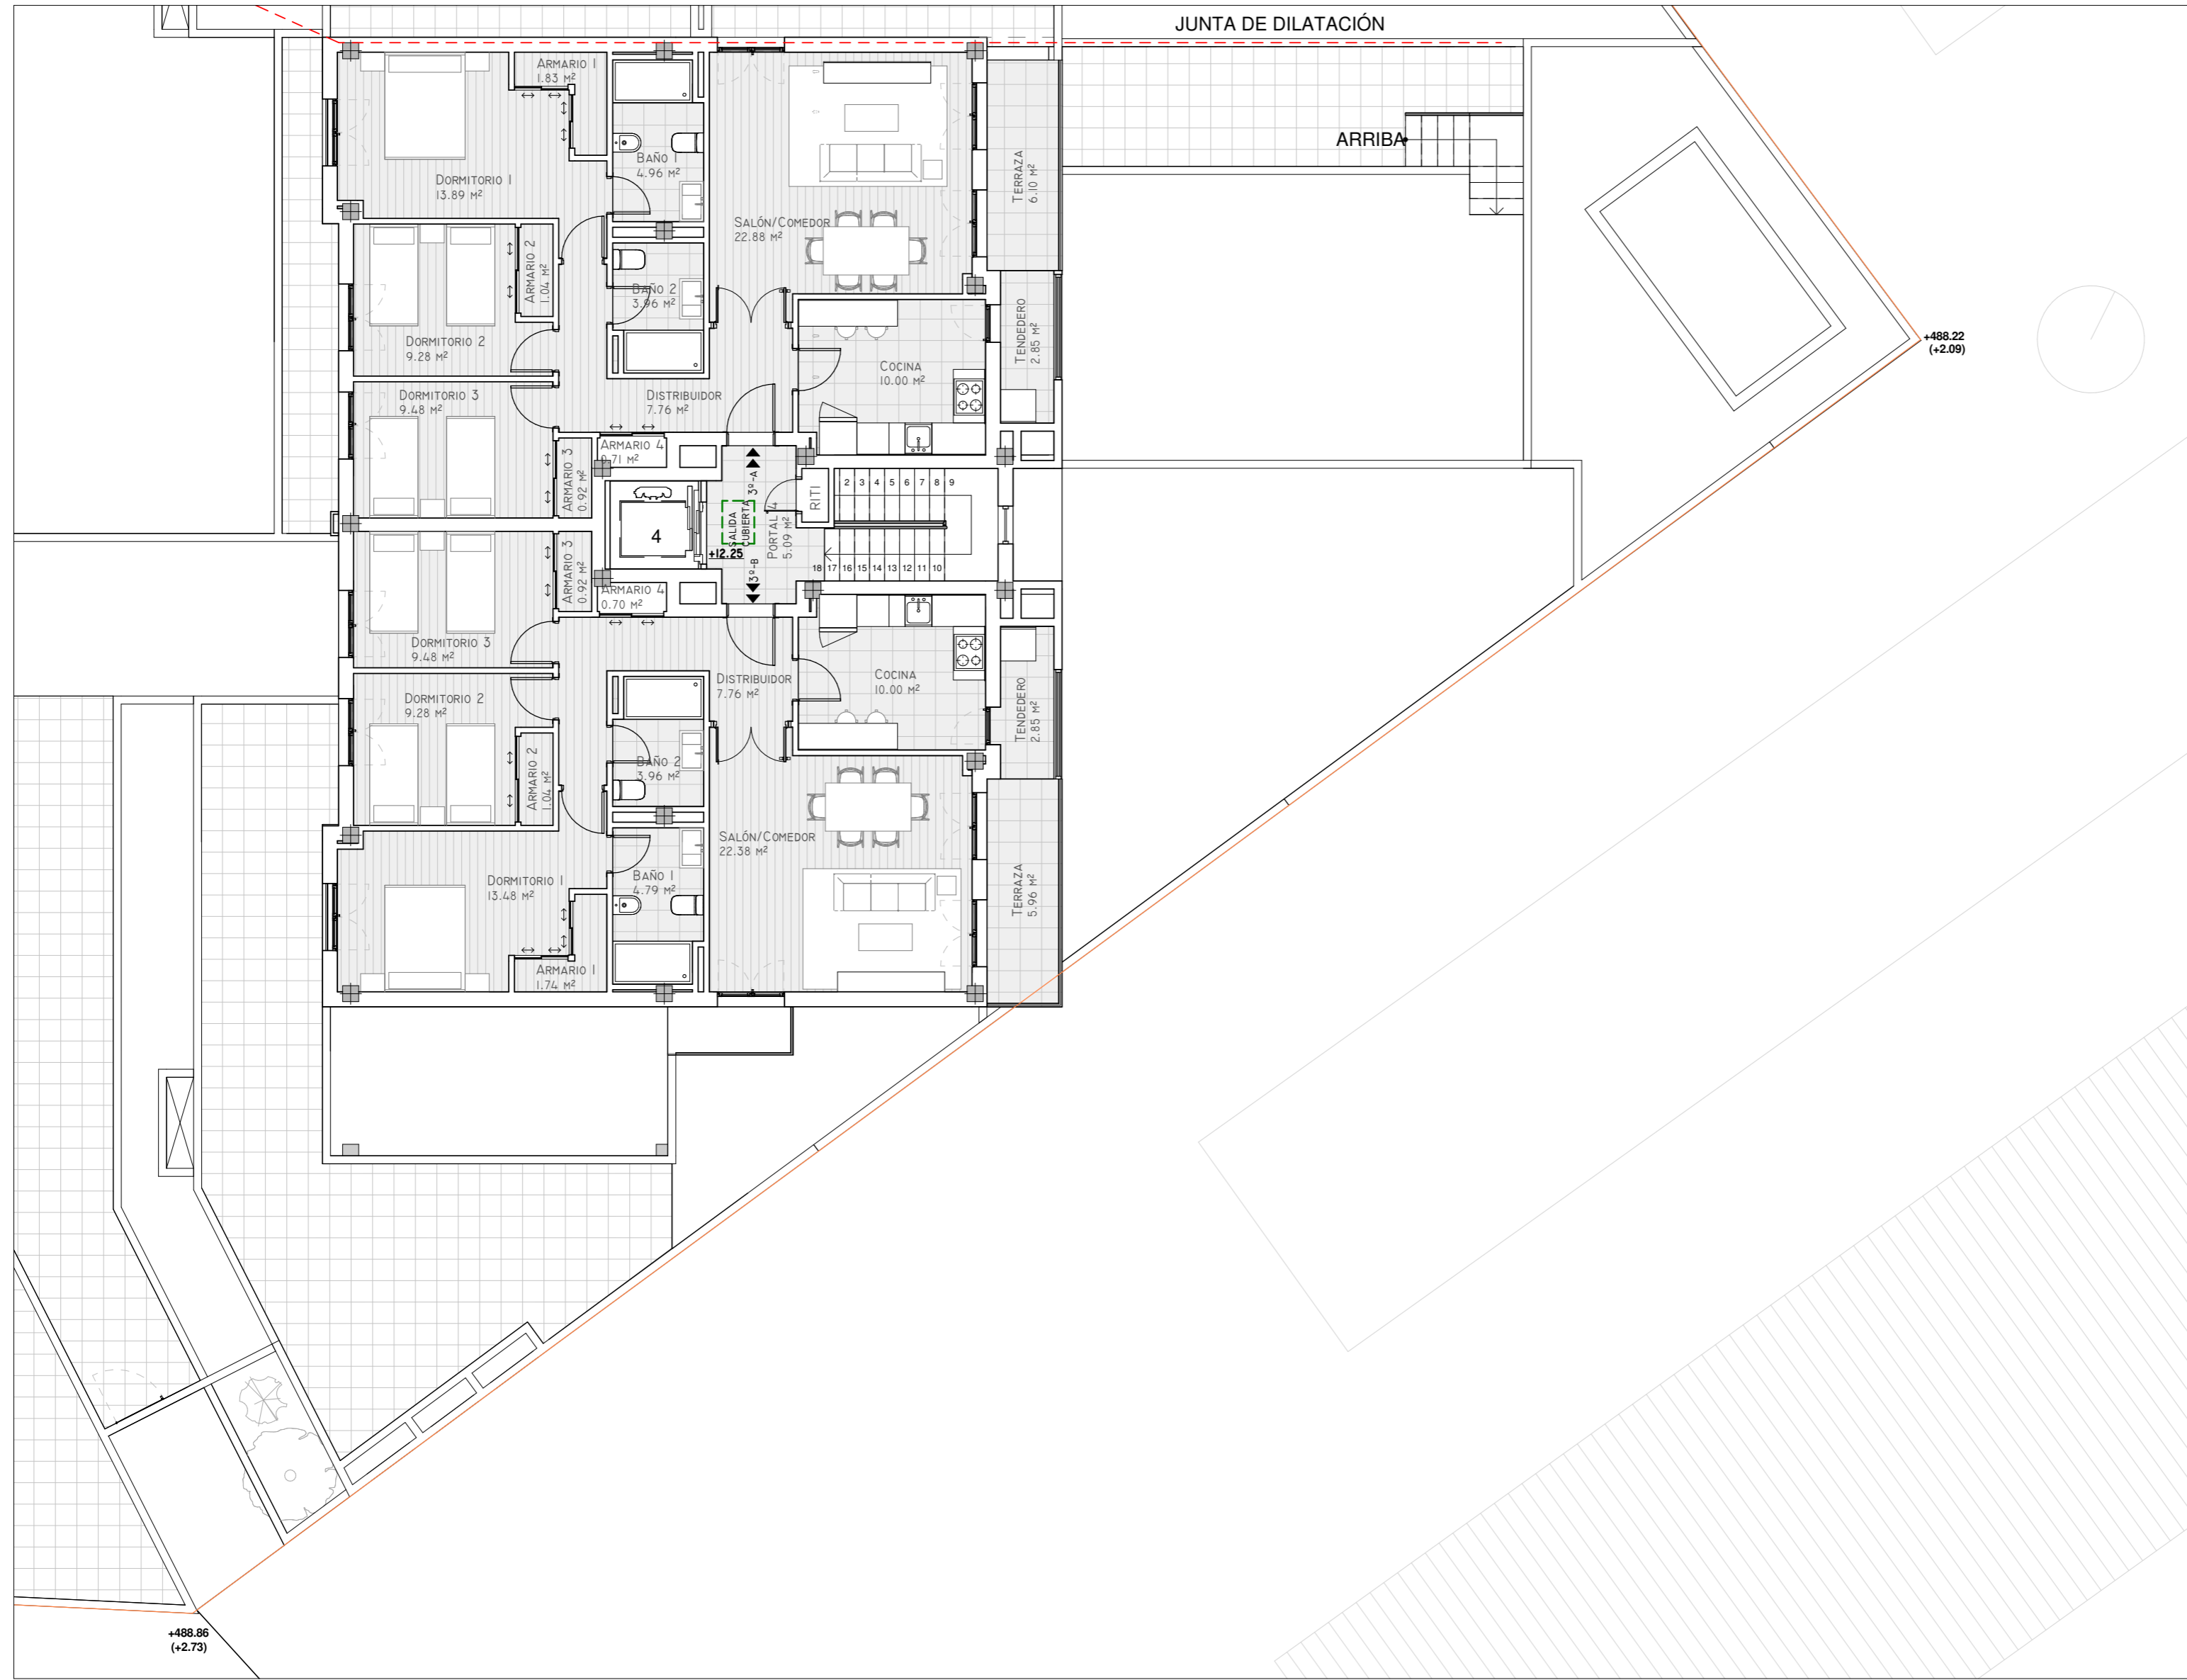 JUNTA DE DILATACIÓN
ARRIBA
ARMARIO 1
1.83 M²
DORMITORIO 1
13.89 M²
BAÑO 1
4.96 M²
SALÓN/COMEDOR
22.88 M²
TERRAZA
6.10 M²
ARMARIO 2
1.04 M²
DORMITORIO 2
9.28 M²
BAÑO 2
3.96 M²
COCINA
10.00 M²
TENDEDERO
2.85 M²
+488.22
(+2.09)
DORMITORIO 3
9.48 M²
DISTRIBUIDOR
7.76 M²
ARMARIO 3
0.92 M²
ARMARIO 4
0.71 M²
3º-A
SALIDA
CUBIERTA
PORTAL 4
5.09 M²
RITI
2 3 4 5 6 7 8 9
4
+12.25
3º-B
18 17 16 15 14 13 12 11 10
ARMARIO 3
0.92 M²
ARMARIO 4
0.70 M²
DORMITORIO 3
9.48 M²
DISTRIBUIDOR
7.76 M²
COCINA
10.00 M²
TENDEDERO
2.85 M²
DORMITORIO 2
9.28 M²
ARMARIO 2
1.04 M²
BAÑO 2
3.96 M²
SALÓN/COMEDOR
22.38 M²
DORMITORIO 1
13.48 M²
BAÑO 1
4.79 M²
TERRAZA
5.96 M²
ARMARIO 1
1.74 M²
+488.86
(+2.73)